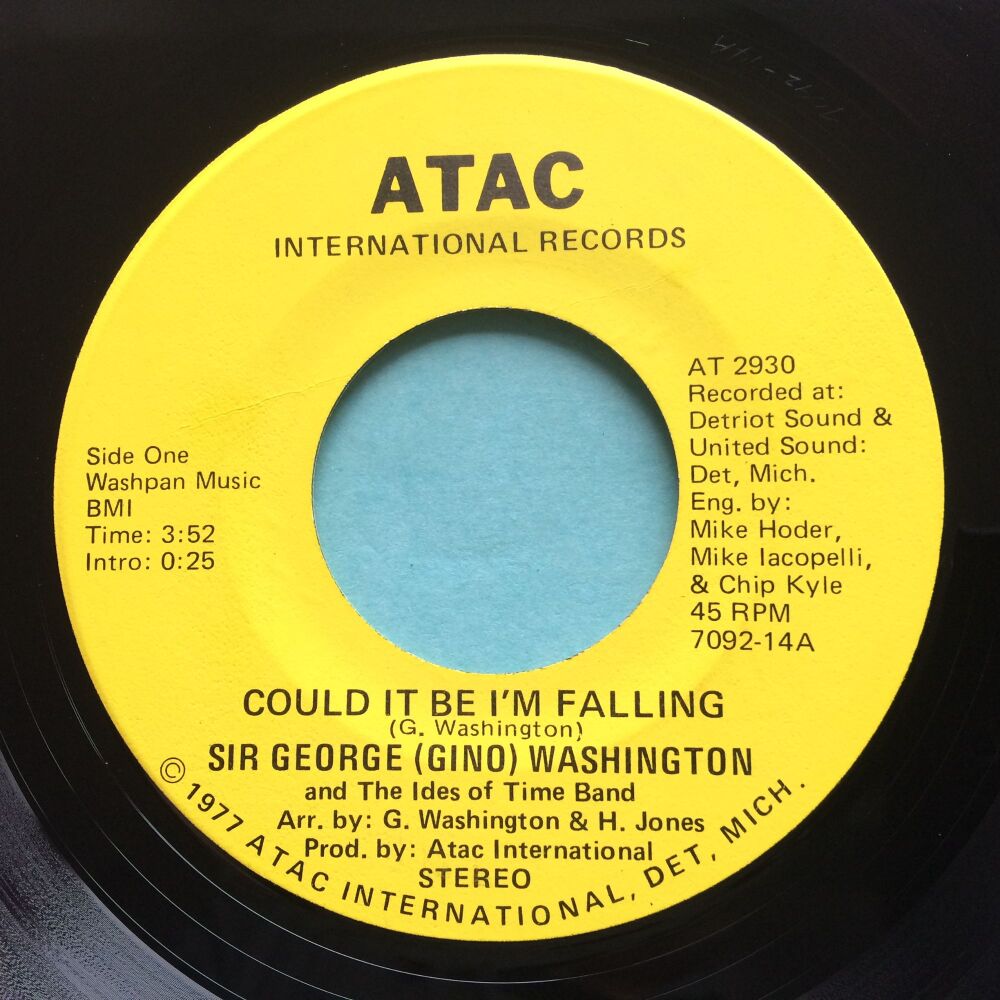 ATAC
INTERNATIONAL RECORDS
Side One
Washpan Music
BMI
Time: 3:52
Intro: 0:25
AT 2930
Recorded at:
Detriot Sound &
United Sound:
Det, Mich.
Eng. by:
Mike Hoder,
Mike Iacopelli,
& Chip Kyle
45 RPM
7092-14A
COULD IT BE I'M FALLING
(G. Washington)
SIR GEORGE (GINO) WASHINGTON
and The Ides of Time Band
Arr. by: G. Washington & H. Jones
Prod. by: Atac International
STEREO
© 1977 ATAC INTERNATIONAL, DET, MICH.